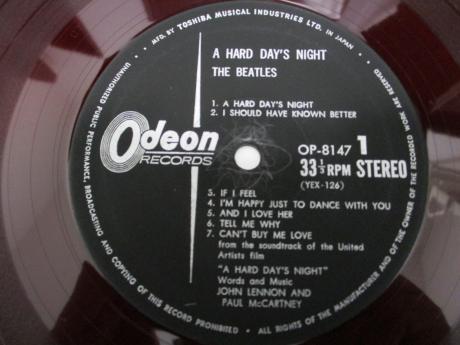 MFD. BY TOSHIBA MUSICAL INDUSTRIES LTD. IN JAPAN
A HARD DAY'S NIGHT
THE BEATLES
1. A HARD DAY'S NIGHT
2. I SHOULD HAVE KNOWN BETTER
Odeon
RECORDS
OP-8147 1
33 1/3 RPM STEREO
(YEX-126)
3. IF I FEEL
4. I'M HAPPY JUST TO DANCE WITH YOU
5. AND I LOVE HER
6. TELL ME WHY
7. CAN'T BUY ME LOVE
from the soundtrack of the United
Artists film
"A HARD DAY'S NIGHT"
Words and Music
JOHN LENNON AND
PAUL McCARTNEY
UNAUTHORIZED PUBLIC PERFORMANCE, BROADCASTING AND COPYING OF THIS RECORD PROHIBITED • ALL RIGHTS OF THE MANUFACTURER AND OF THE OWNER OF THE RECORDED WORK ARE RESERVED